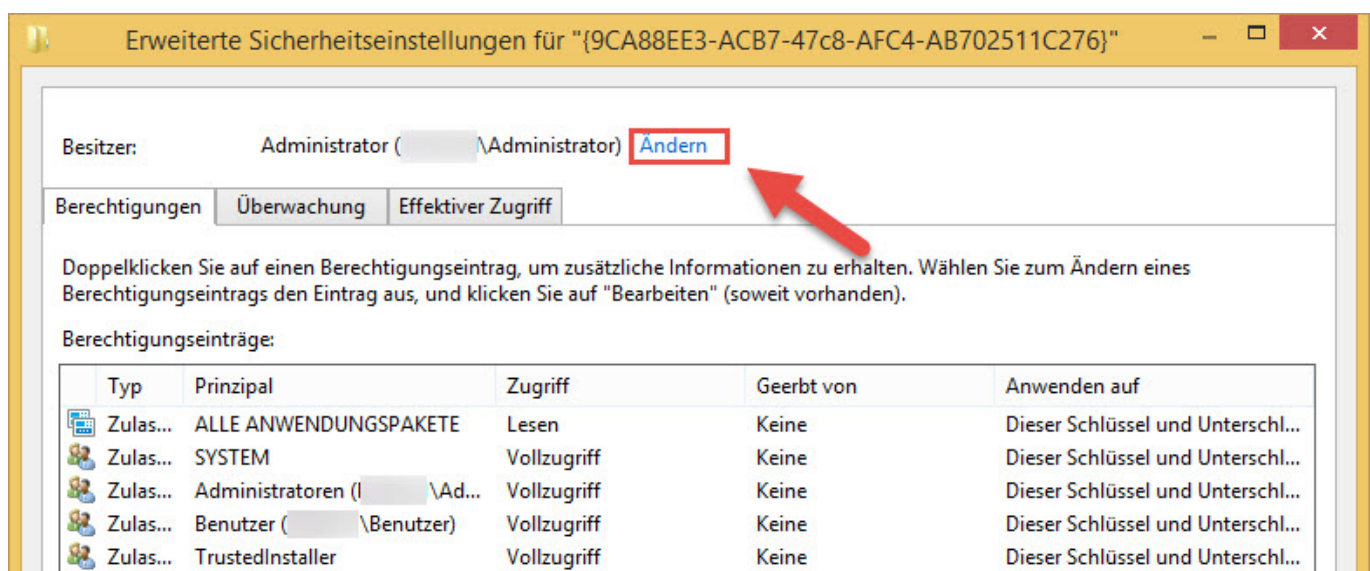 Erweiterte Sicherheitseinstellungen für "{9CA88EE3-ACB7-47c8-AFC4-AB702511C276}"
Besitzer: Administrator ( \Administrator) Ändern
Berechtigungen Überwachung Effektiver Zugriff
Doppelklicken Sie auf einen Berechtigungseintrag, um zusätzliche Informationen zu erhalten. Wählen Sie zum Ändern eines
Berechtigungseintrags den Eintrag aus, und klicken Sie auf "Bearbeiten" (soweit vorhanden).
Berechtigungseinträge:
Typ Prinzipal Zugriff Geerbt von Anwenden auf
Zulas... ALLE ANWENDUNGSPAKETE Lesen Keine Dieser Schlüssel und Unterschl...
Zulas... SYSTEM Vollzugriff Keine Dieser Schlüssel und Unterschl...
Zulas... Administratoren ( \Ad... Vollzugriff Keine Dieser Schlüssel und Unterschl...
Zulas... Benutzer ( \Benutzer) Vollzugriff Keine Dieser Schlüssel und Unterschl...
Zulas... TrustedInstaller Vollzugriff Keine Dieser Schlüssel und Unterschl...